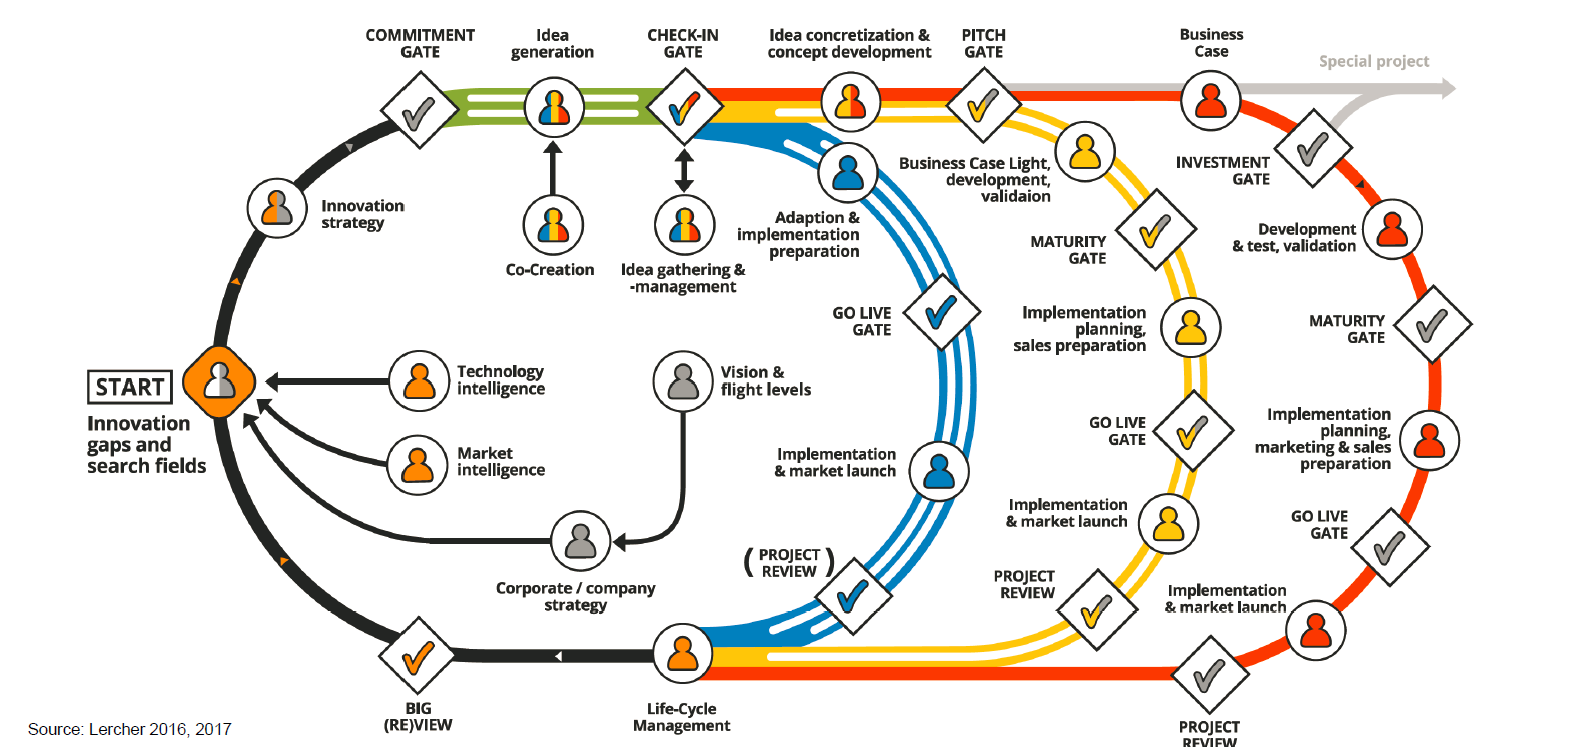 COMMITMENT
GATE
Idea
generation
CHECK-IN
GATE
Idea concretization &
concept development
PITCH
GATE
Business
Case
Special project
Innovation
strategy
Co-Creation
Idea gathering &
-management
Adaption &
implementation
preparation
Business Case Light,
development,
validaion
INVESTMENT
GATE
MATURITY
GATE
Development
& test, validation
GO LIVE
GATE
Implementation
planning,
sales preparation
MATURITY
GATE
START
Innovation
gaps and
search fields
Technology
intelligence
Vision &
flight levels
Market
intelligence
Implementation
& market launch
GO LIVE
GATE
Implementation
planning,
marketing & sales
preparation
Implementation
& market launch
GO LIVE
GATE
Corporate / company
strategy
(PROJECT
REVIEW)
PROJECT
REVIEW
Implementation
& market launch
BIG
(RE)VIEW
Life-Cycle
Management
PROJECT
REVIEW
Source: Lercher 2016, 2017